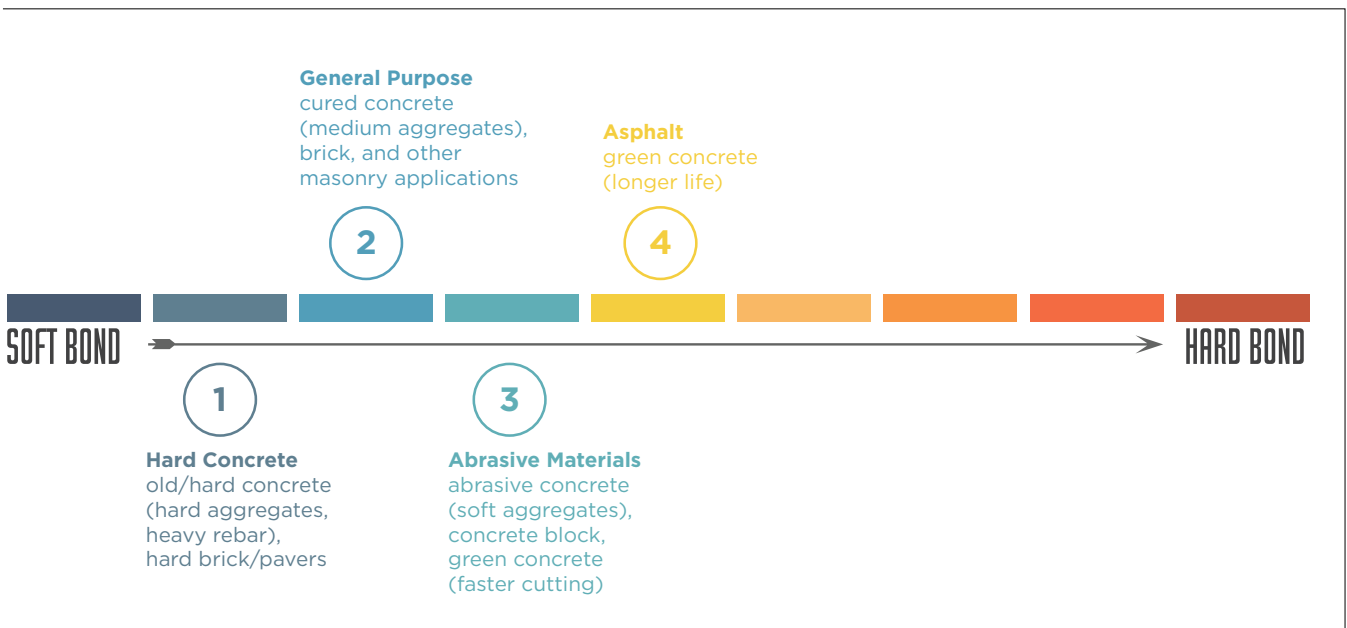 General Purpose
cured concrete
(medium aggregates),
brick, and other
masonry applications
2
Asphalt
green concrete
(longer life)
4
SOFT BOND
HARD BOND
1
Hard Concrete
old/hard concrete
(hard aggregates,
heavy rebar),
hard brick/pavers
3
Abrasive Materials
abrasive concrete
(soft aggregates),
concrete block,
green concrete
(faster cutting)